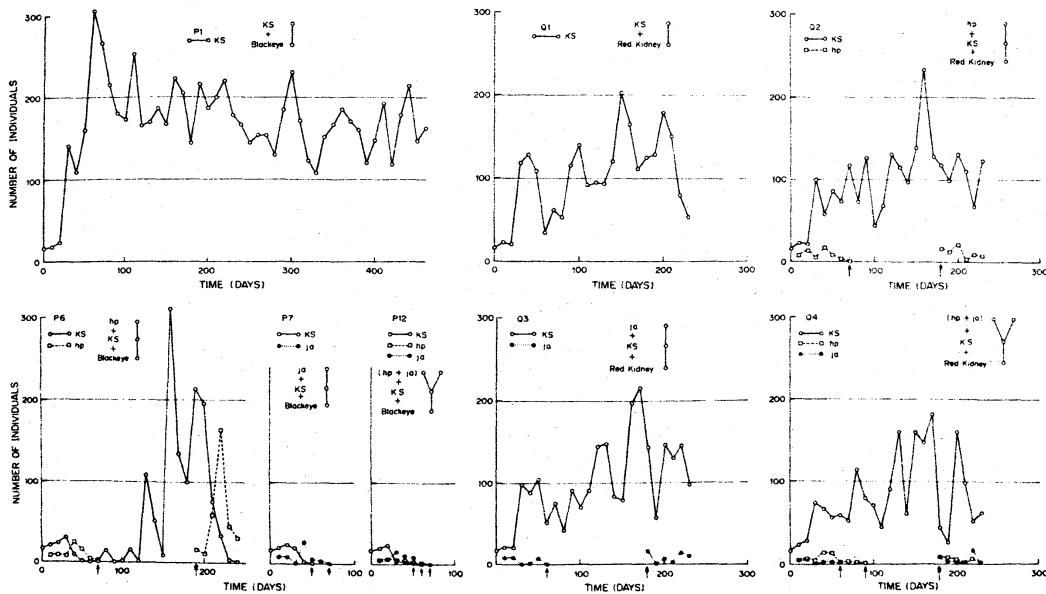 P1
KS
KS
+
Blackeye
NUMBER OF INDIVIDUALS
300
200
100
0
0 100 200 300 400
TIME (DAYS)
Q1
KS
KS
+
Red Kidney
300
200
100
0
0 100 200 300
TIME (DAYS)
Q2
KS
hp
hp
+
KS
+
Red Kidney
300
200
100
0
0 100 200 300
TIME (DAYS)
P6
KS
hp
hp
+
KS
+
Blackeye
NUMBER OF INDIVIDUALS
300
200
100
0
0 100 200
TIME (DAYS)
P7
KS
ja
ja
+
KS
+
Blackeye
0 100
P12
KS
hp
ja
(hp + ja)
+
KS
+
Blackeye
0 100
TIME (DAYS)
Q3
KS
ja
ja
+
KS
+
Red Kidney
300
200
100
0
0 100 200 300
TIME (DAYS)
Q4
KS
hp
ja
(hp + ja)
+
KS
+
Red Kidney
300
200
100
0
0 100 200 300
TIME (DAYS)